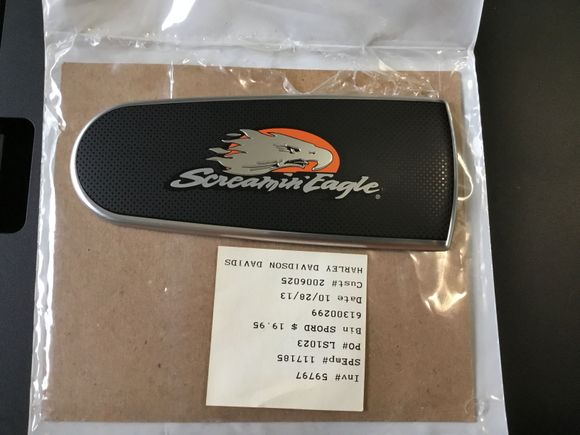 Screamin' Eagle®
Inv# 59797
SPEmp# 117185
PO# LS1023
Bin SPORD $ 19.95
61300299
Date 10/28/13
Cust# 2006025
HARLEY DAVIDSON DAVIDS